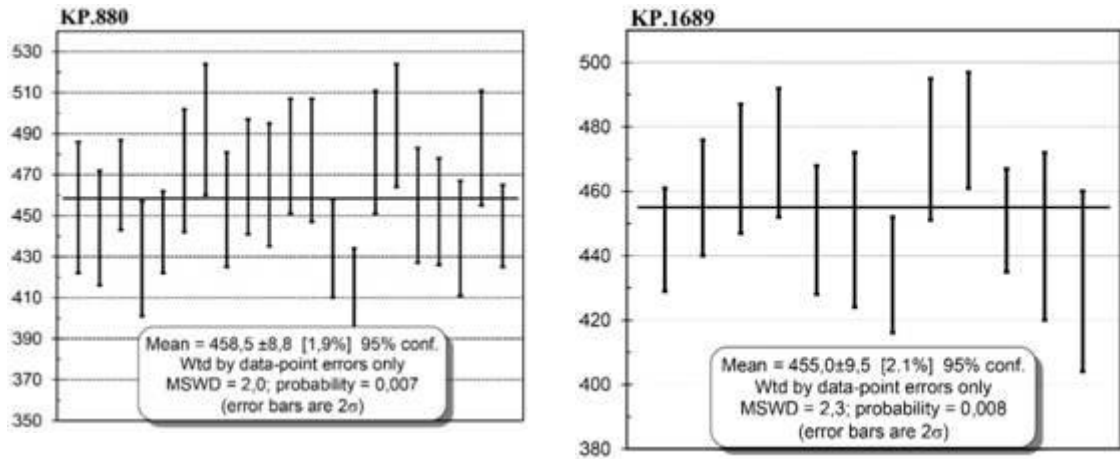 KP.880
530
510
490
470
450
430
410
390
370
350
Mean = 458,5 ±8,8 [1,9%] 95% conf.
Wtd by data-point errors only
MSWD = 2,0; probability = 0,007
(error bars are 2σ)
KP.1689
500
480
460
440
420
400
380
Mean = 455,0±9,5 [2.1%] 95% conf.
Wtd by data-point errors only
MSWD = 2,3; probability = 0,008
(error bars are 2σ)